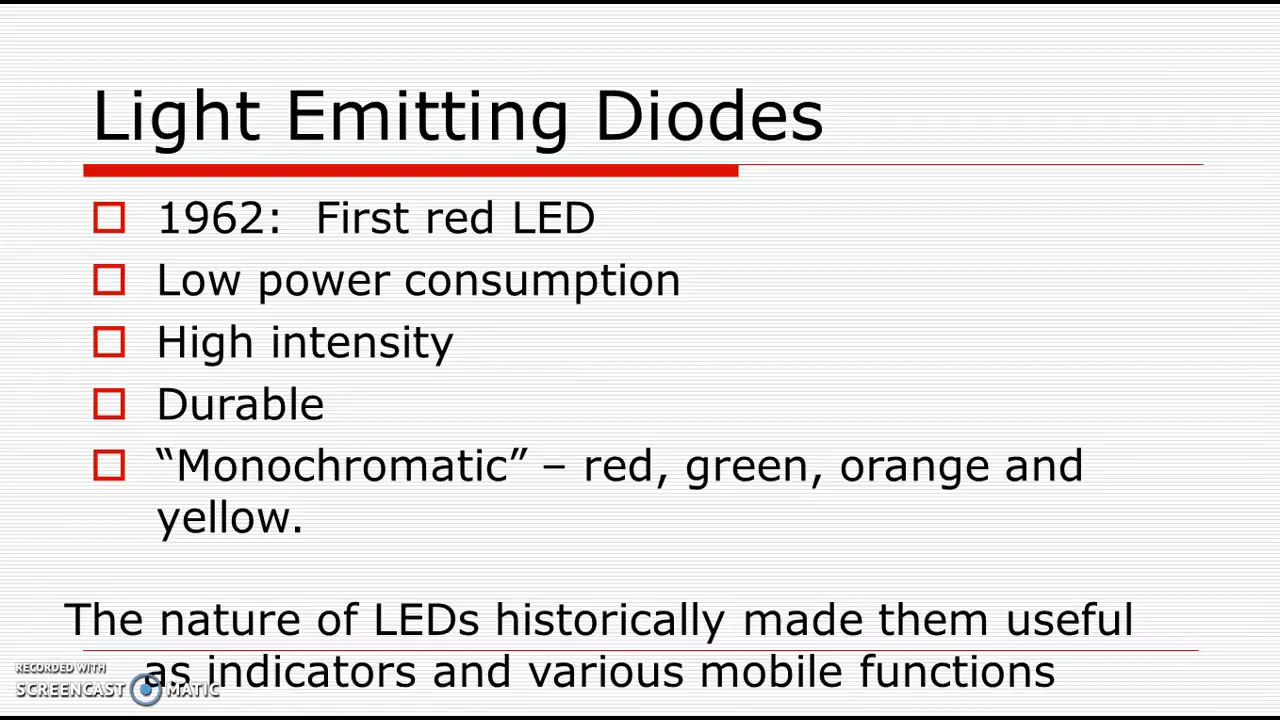 Light Emitting Diodes
1962:  First red LED
Low power consumption
High intensity
Durable
“Monochromatic” – red, green, orange and
yellow.
The nature of LEDs historically made them useful
as indicators and various mobile functions
RECORDED WITH
SCREENCAST MATIC